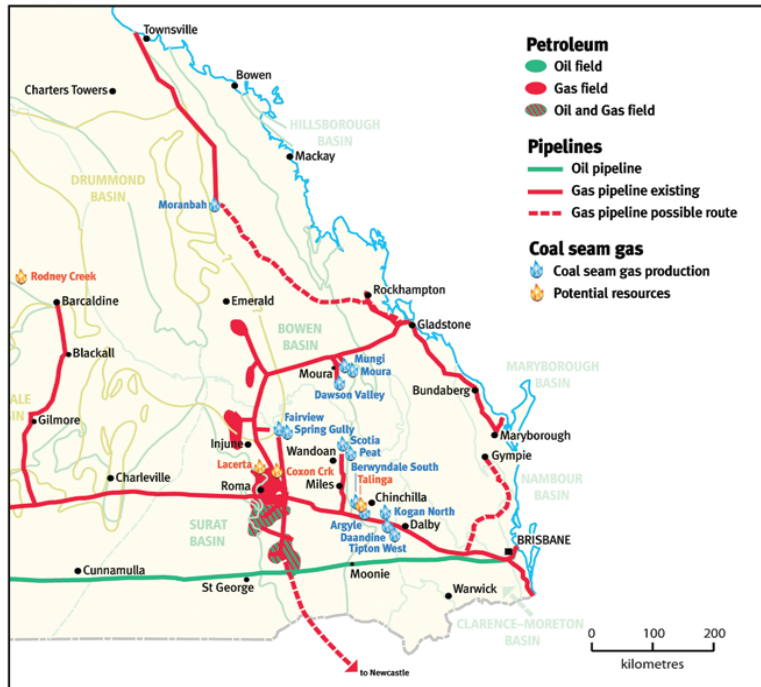 Townsville
Petroleum
Oil field
Gas field
Oil and Gas field
Bowen
Charters Towers
HILLSBOROUGH
BASIN
Mackay
Pipelines
Oil pipeline
Gas pipeline existing
Gas pipeline possible route
DRUMMOND
BASIN
Moranbah
Coal seam gas
Coal seam gas production
Potential resources
Rodney Creek
Barcaldine
Emerald
Rockhampton
Gladstone
BOWEN
BASIN
Blackall
Moura
Mungi
Moura
Dawson Valley
MARYBOROUGH
BASIN
Bundaberg
Gilmore
Fairview
Spring Gully
Injune
Scotia
Peat
Wandoan
Maryborough
Gympie
Lacerta
Coxon Crk
Berwyndale South
Talinga
NAMBOUR
BASIN
Charleville
Roma
Miles
Chinchilla
Kogan North
Argyle
Daandine
Tipton West
Dalby
SURAT
BASIN
BRISBANE
Cunnamulla
St George
Moonie
Warwick
CLARENCE–MORETON
BASIN
to Newcastle
0 100 200
kilometres